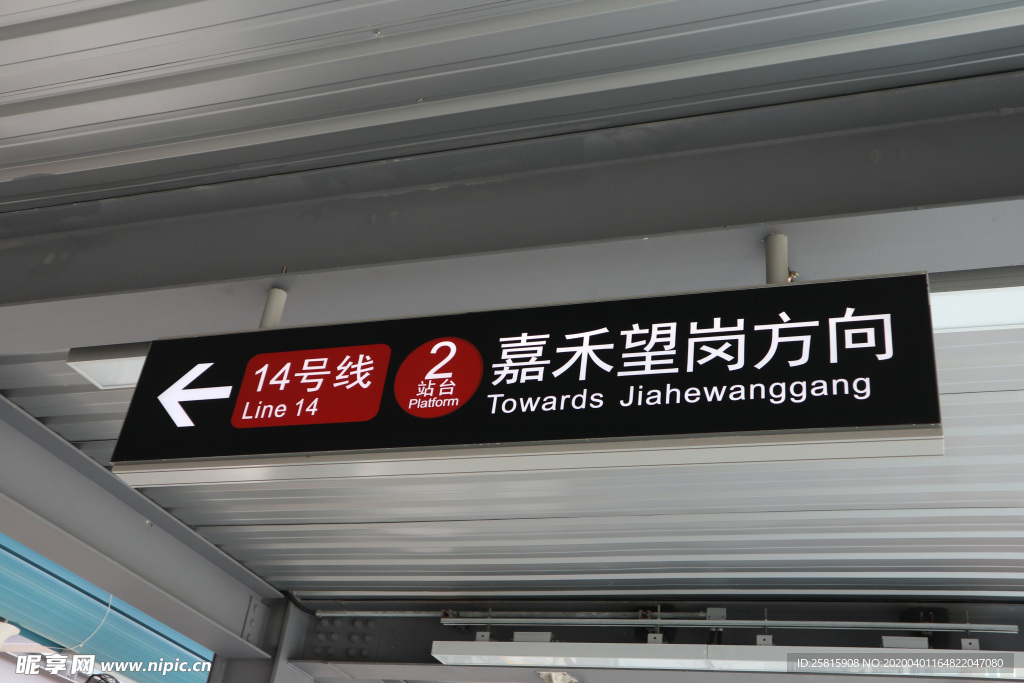 14号线
Line 14
2
站台
Platform
嘉禾望岗方向
Towards Jiahewanggang
昵享网 www.nipic.cn
ID:25815908 NO:20200401164822047080